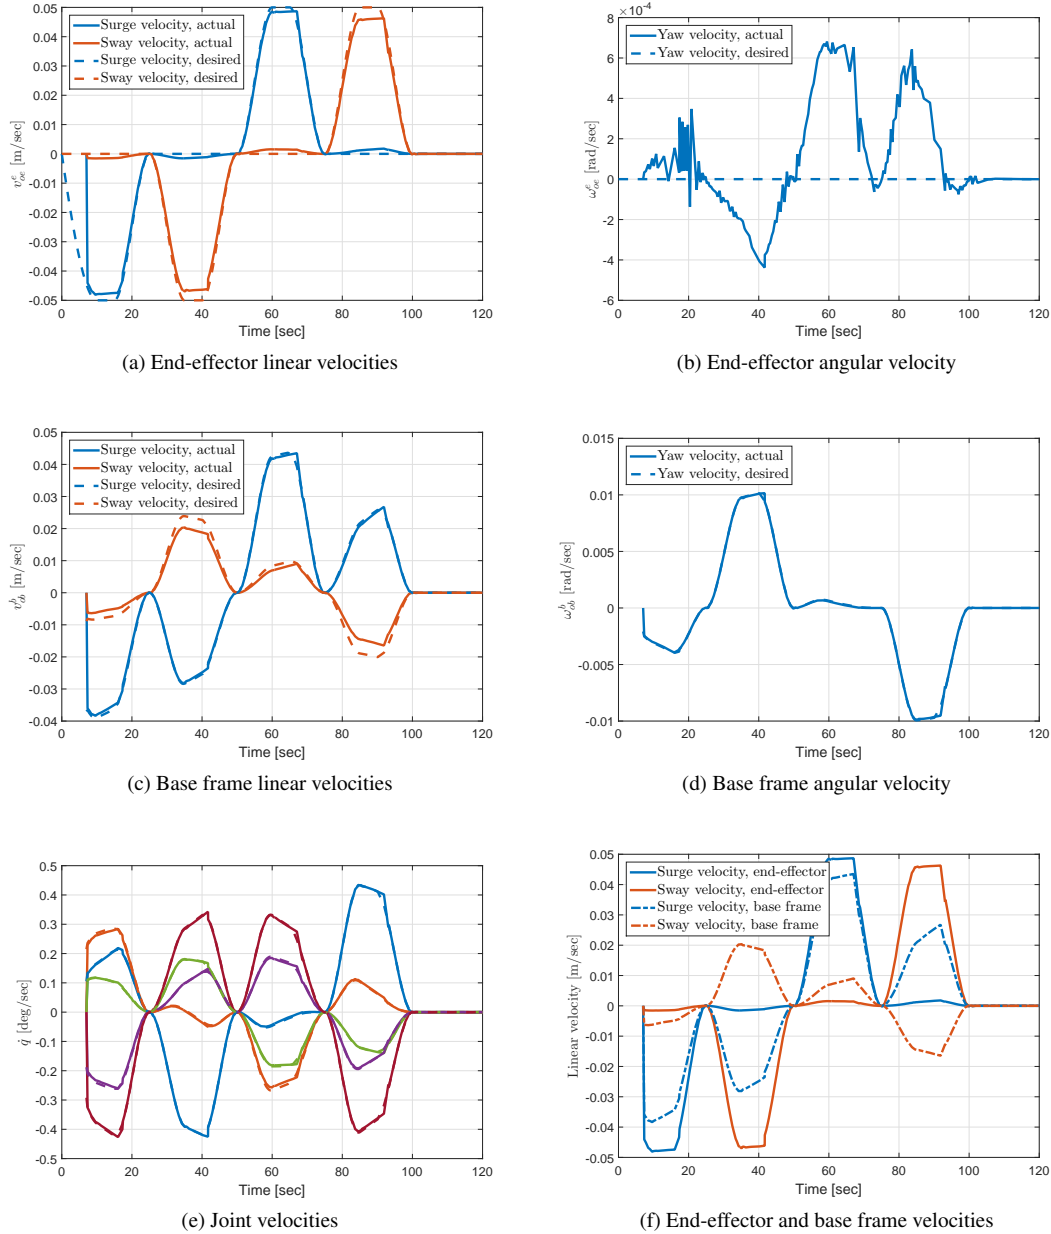 0.05
0.04
0.03
0.02
0.01
0
-0.01
-0.02
-0.03
-0.04
-0.05
v^e_{oe} [m/sec]
Surge velocity, actual
Sway velocity, actual
Surge velocity, desired
Sway velocity, desired
0 20 40 60 80 100 120
Time [sec]
(a) End-effector linear velocities
×10^{-4}
8
6
4
2
0
-2
-4
-6
ω^e_{oe} [rad/sec]
Yaw velocity, actual
Yaw velocity, desired
0 20 40 60 80 100 120
Time [sec]
(b) End-effector angular velocity
0.05
0.04
0.03
0.02
0.01
0
-0.01
-0.02
-0.03
-0.04
v^b_{ob} [m/sec]
Surge velocity, actual
Sway velocity, actual
Surge velocity, desired
Sway velocity, desired
0 20 40 60 80 100 120
Time [sec]
(c) Base frame linear velocities
0.015
0.01
0.005
0
-0.005
-0.01
ω^b_{ob} [rad/sec]
Yaw velocity, actual
Yaw velocity, desired
0 20 40 60 80 100 120
Time [sec]
(d) Base frame angular velocity
0.5
0.4
0.3
0.2
0.1
0
-0.1
-0.2
-0.3
-0.4
-0.5
q̇ [deg/sec]
0 20 40 60 80 100 120
Time [sec]
(e) Joint velocities
0.05
0.04
0.03
0.02
0.01
0
-0.01
-0.02
-0.03
-0.04
-0.05
Linear velocity [m/sec]
Surge velocity, end-effector
Sway velocity, end-effector
Surge velocity, base frame
Sway velocity, base frame
0 20 40 60 80 100 120
Time [sec]
(f) End-effector and base frame velocities